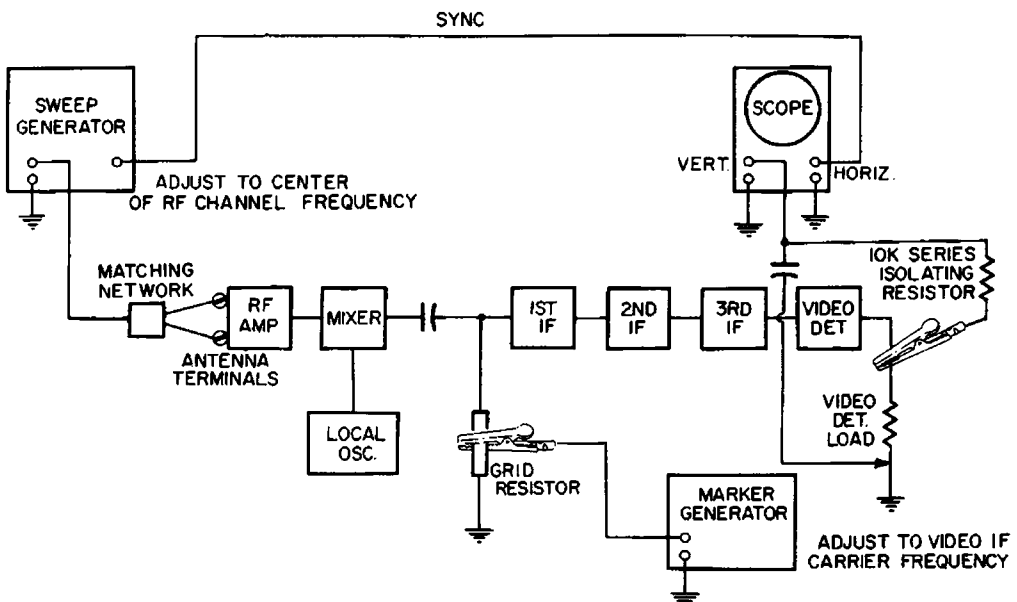 SYNC
SWEEP
GENERATOR
ADJUST TO CENTER
OF RF CHANNEL FREQUENCY
SCOPE
VERT.
HORIZ.
MATCHING
NETWORK
RF
AMP
ANTENNA
TERMINALS
MIXER
LOCAL
OSC.
1ST
IF
2ND
IF
3RD
IF
VIDEO
DET
10K SERIES
ISOLATING
RESISTOR
VIDEO
DET.
LOAD
GRID
RESISTOR
MARKER
GENERATOR
ADJUST TO VIDEO IF
CARRIER FREQUENCY